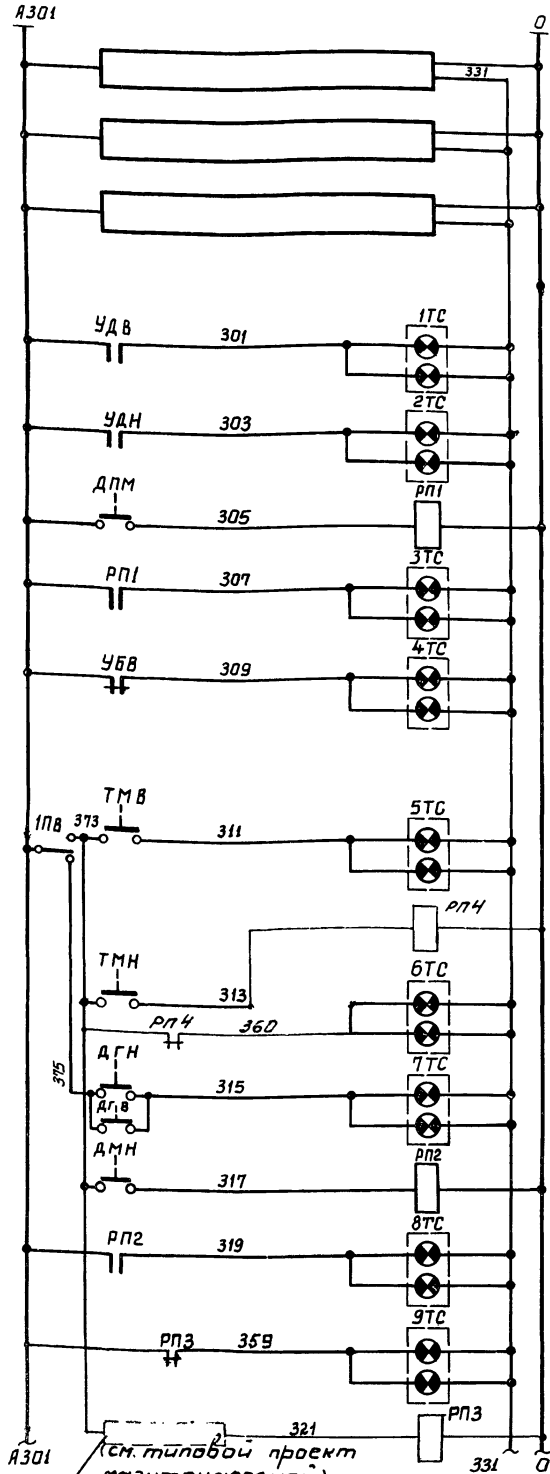 А301
0
331
УДВ
301
1ТС
УДН
303
2ТС
ДПМ
305
РП1
РП1
307
3ТС
УБВ
309
4ТС
1ПВ
373
ТМВ
311
5ТС
РП4
ТМН
313
6ТС
РП4
360
375
ДГН
315
7ТС
ДГ В
ДМН
317
РП2
РП2
319
8ТС
РП3
359
9ТС
321
РП3
А301
(см. типовой проект
331
0